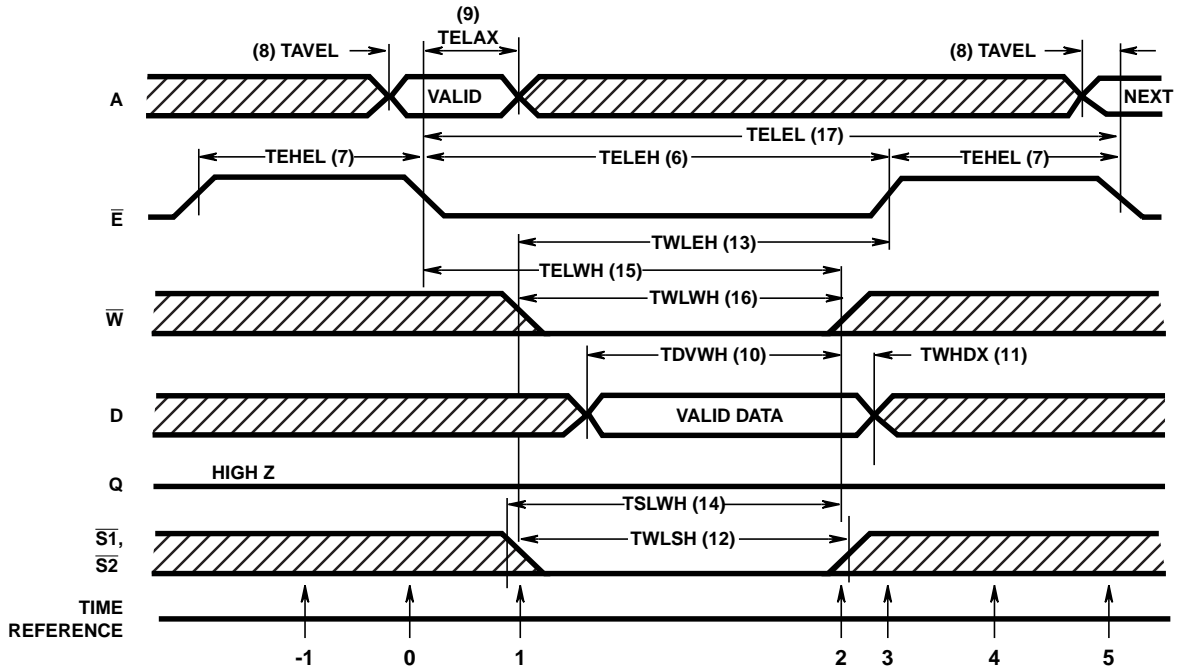 (9)
TELAX
(8) TAVEL
(8) TAVEL
A
VALID
NEXT
TELEL (17)
TEHEL (7)
TELEH (6)
TEHEL (7)
E
TWLEH (13)
TELWH (15)
TWLWH (16)
W
TDVWH (10)
TWHDX (11)
D
VALID DATA
HIGH Z
Q
TSLWH (14)
S1,
S2
TWLSH (12)
TIME
REFERENCE
-1
0
1
2
3
4
5